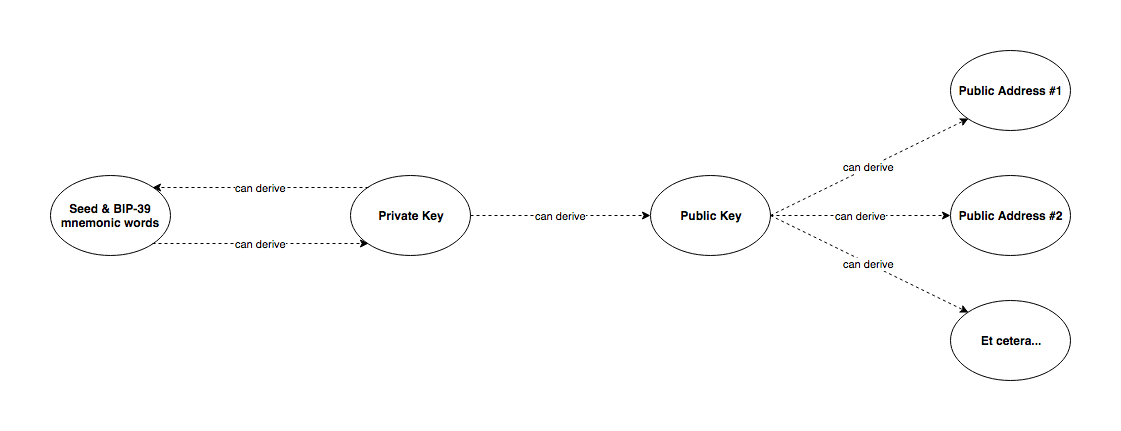 Public Address #1
can derive
Seed & BIP-39
mnemonic words
can derive
can derive
Private Key
can derive
Public Key
can derive
Public Address #2
can derive
Et cetera...